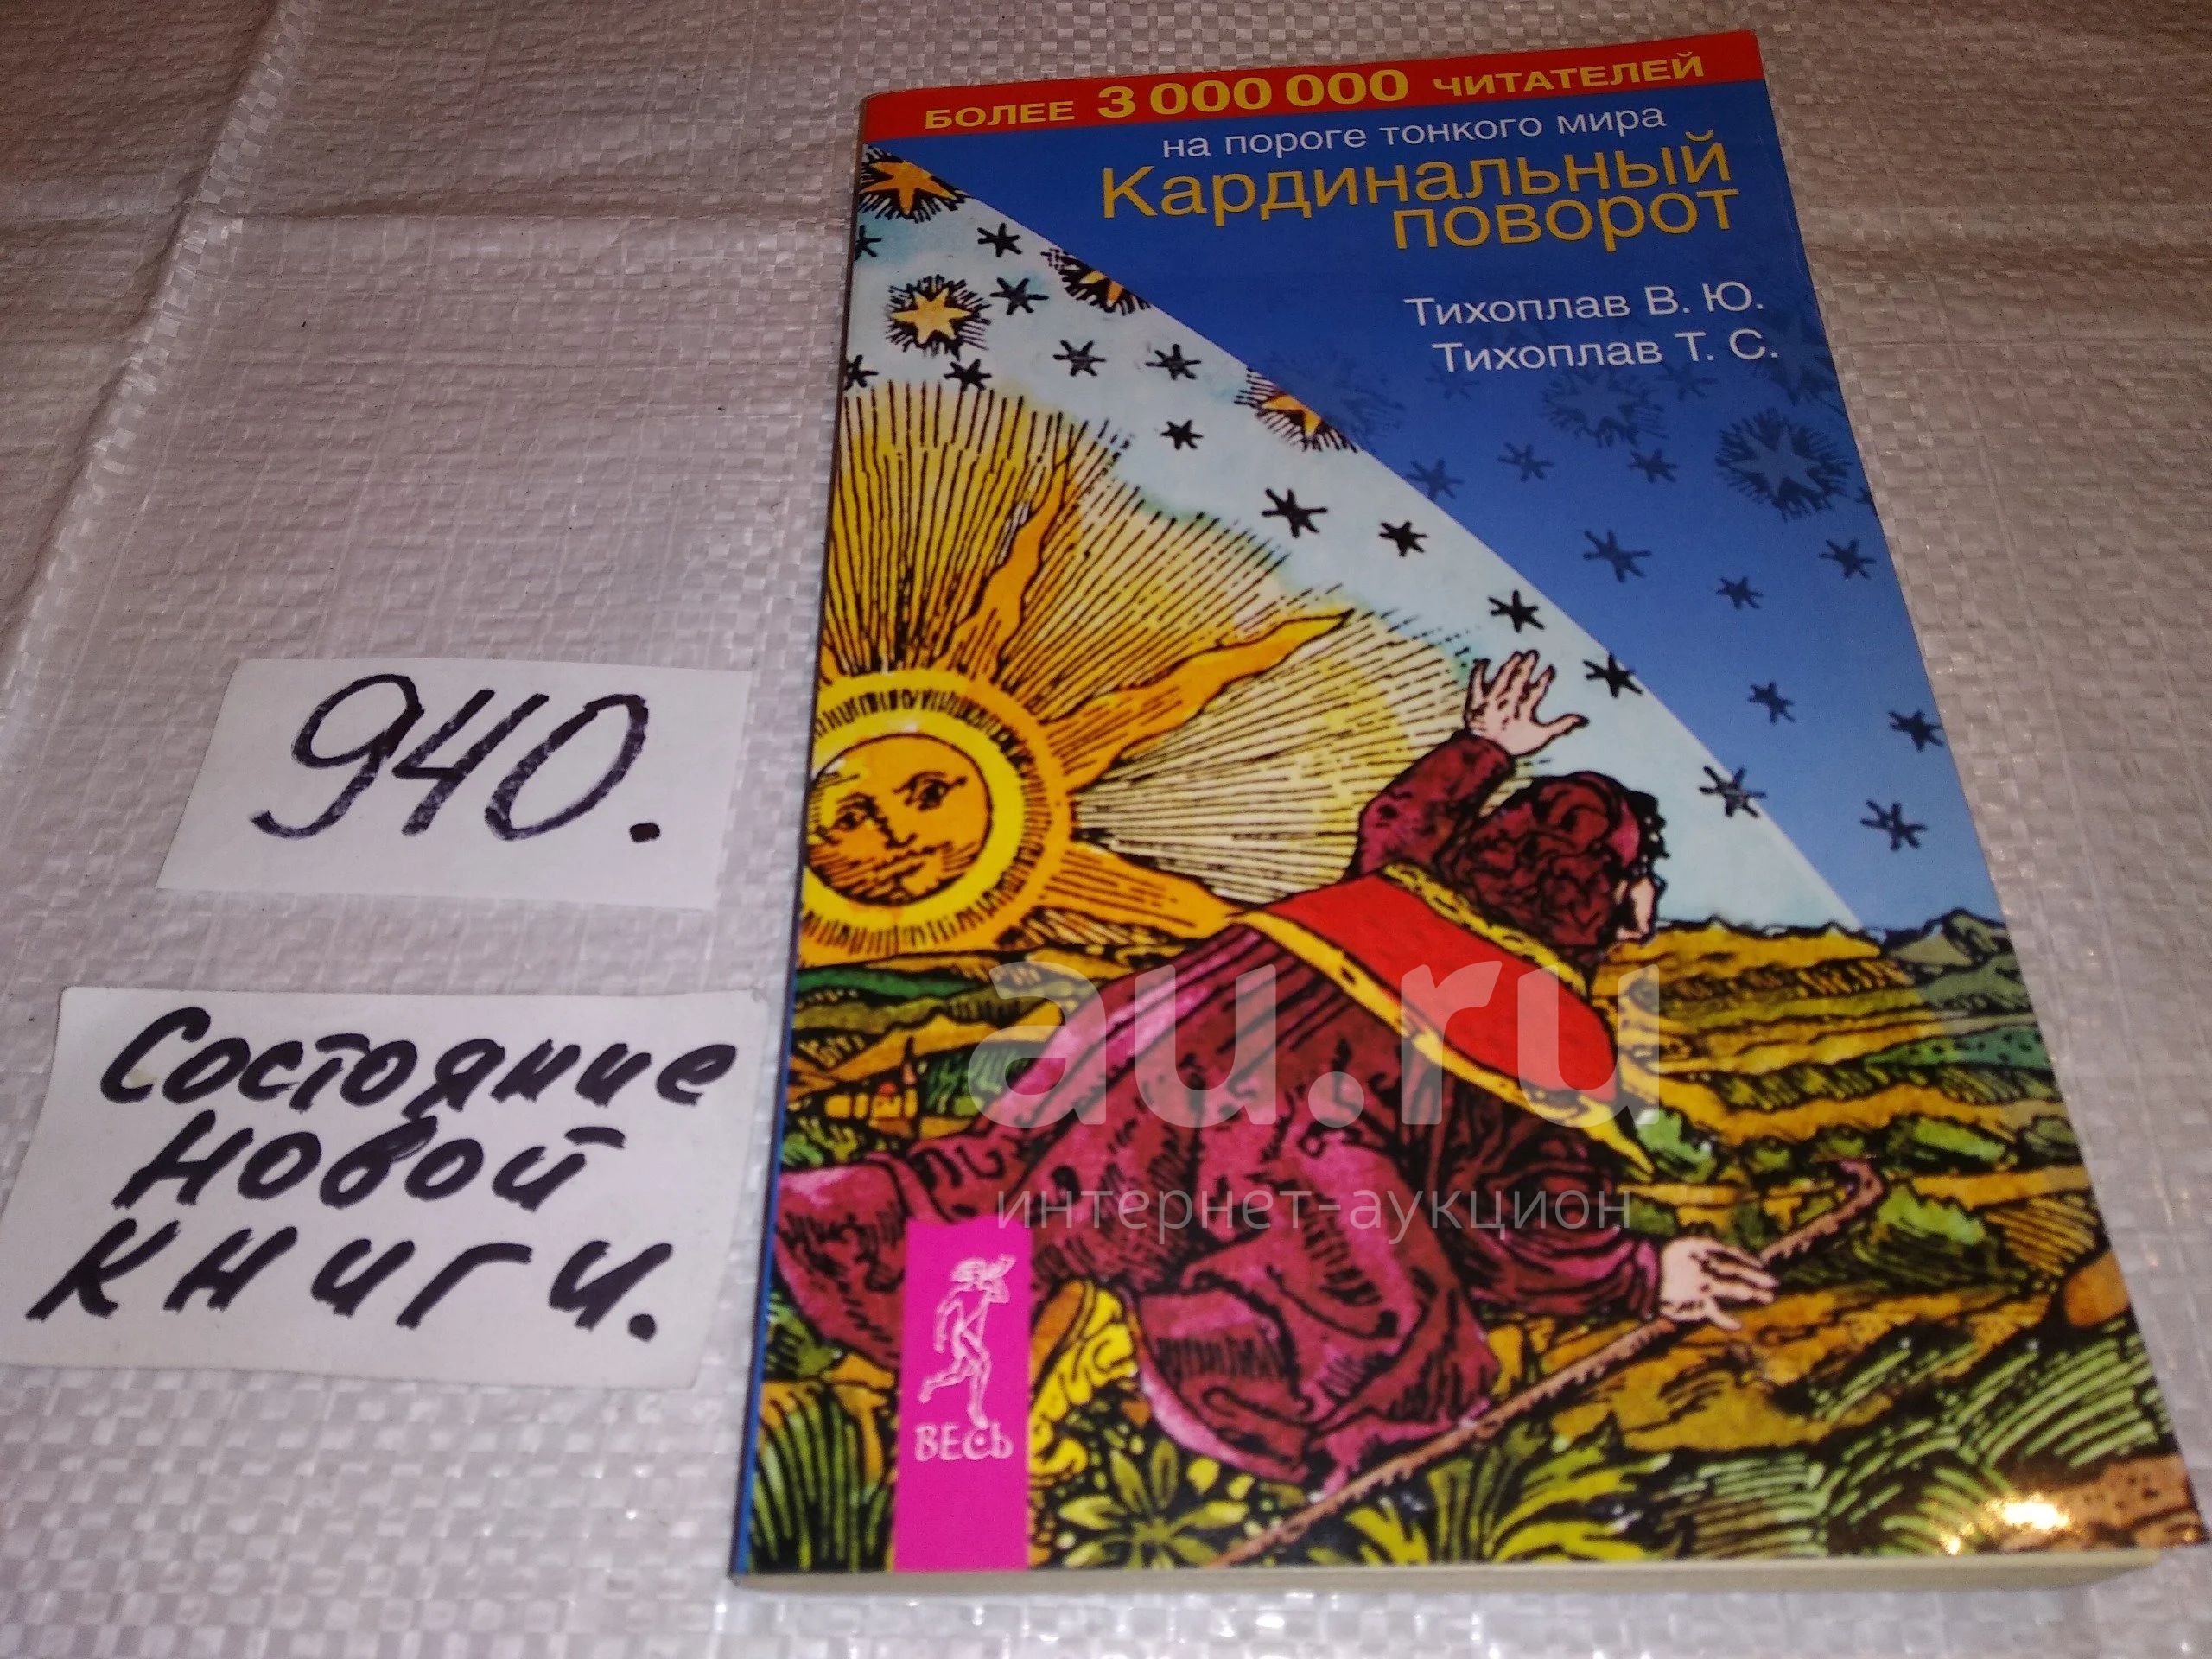 БОЛЕЕ 3 000 000 ЧИТАТЕЛЕЙ
на пороге тонкого мира
Кардинальный
поворот
Тихоплав В. Ю.
Тихоплав Т. С.
940.
Состояние
новой
книги.
au.ru
интернет-аукцион
ВЕСЬ